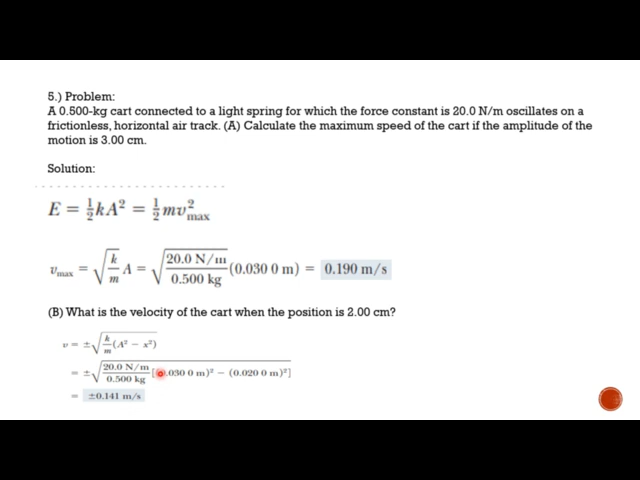 5.) Problem:
A 0.500-kg cart connected to a light spring for which the force constant is 20.0 N/m oscillates on a
frictionless, horizontal air track. (A) Calculate the maximum speed of the cart if the amplitude of the
motion is 3.00 cm.
Solution:
E = ½kA² = ½mv²max
vmax = √(k/m) A = √(20.0 N/m / 0.500 kg) (0.030 0 m) = 0.190 m/s
(B) What is the velocity of the cart when the position is 2.00 cm?
v = ±√(k/m (A² − x²))
= ±√(20.0 N/m / 0.500 kg [(0.030 0 m)² − (0.020 0 m)²])
= ±0.141 m/s